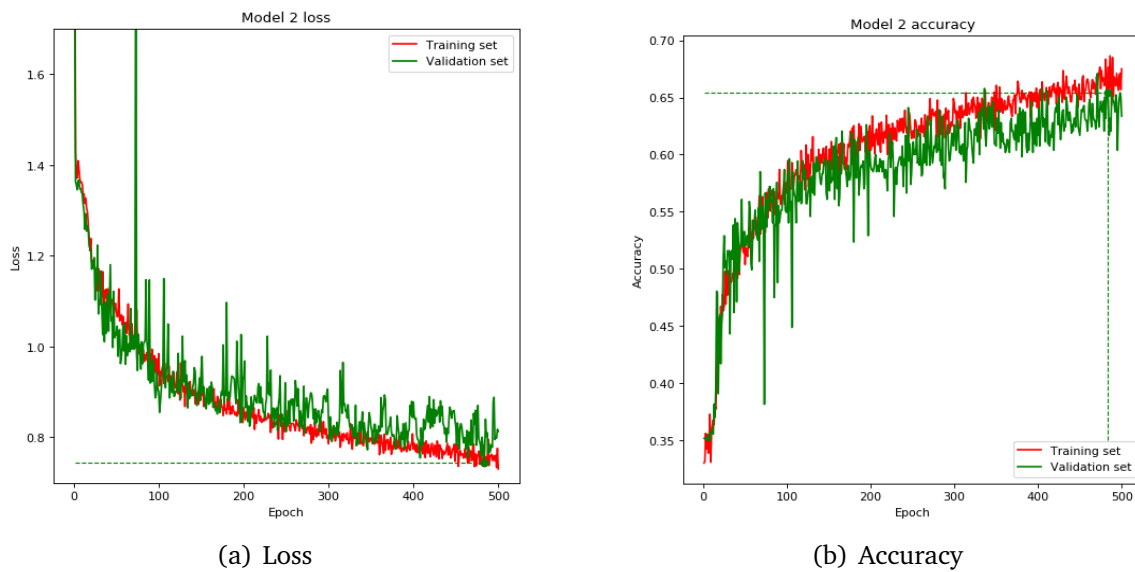 Model 2 loss
Training set
Validation set
1.6
1.4
1.2
1.0
0.8
Loss
0
100
200
300
400
500
Epoch
(a) Loss
Model 2 accuracy
0.70
0.65
0.60
0.55
0.50
0.45
0.40
0.35
Accuracy
Training set
Validation set
0
100
200
300
400
500
Epoch
(b) Accuracy